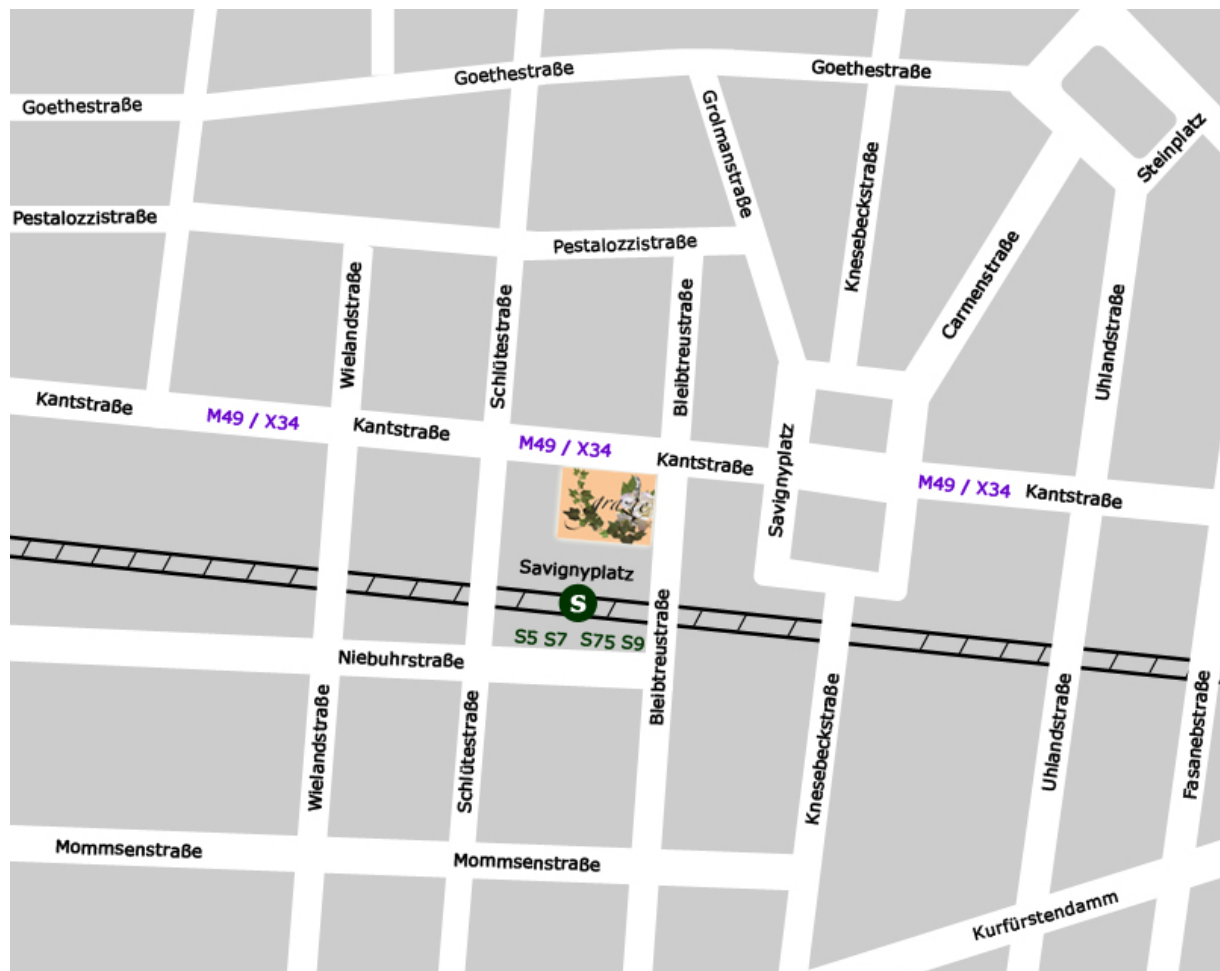 Goethestraße
Goethestraße
Goethestraße
Grolmanstraße
Knesebeckstraße
Steinplatz
Pestalozzistraße
Pestalozzistraße
Wielandstraße
Schlütestraße
Bleibtreustraße
Carmenstraße
Uhlandstraße
Kantstraße
M49 / X34
Kantstraße
M49 / X34
Kantstraße
Savignyplatz
M49 / X34
Kantstraße
Savignyplatz
S
S5 S7 S75 S9
Bleibtreustraße
Niebuhrstraße
Wielandstraße
Schlütestraße
Knesebeckstraße
Uhlandstraße
Fasanebstraße
Mommsenstraße
Mommsenstraße
Kurfürstendamm